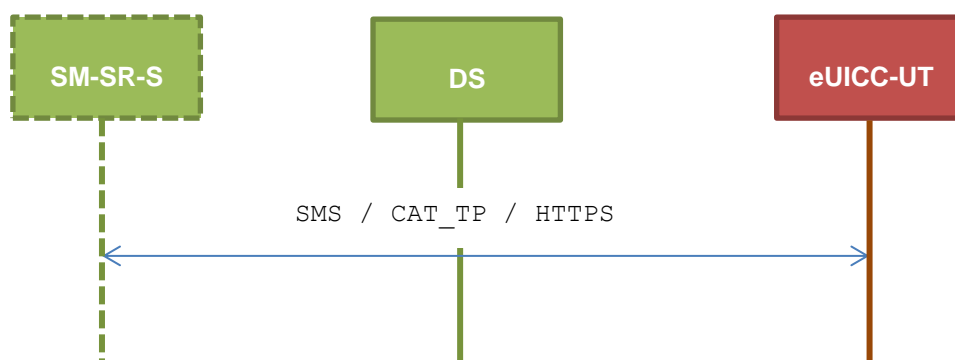 SM-SR-S
DS
eUICC-UT
SMS / CAT_TP / HTTPS